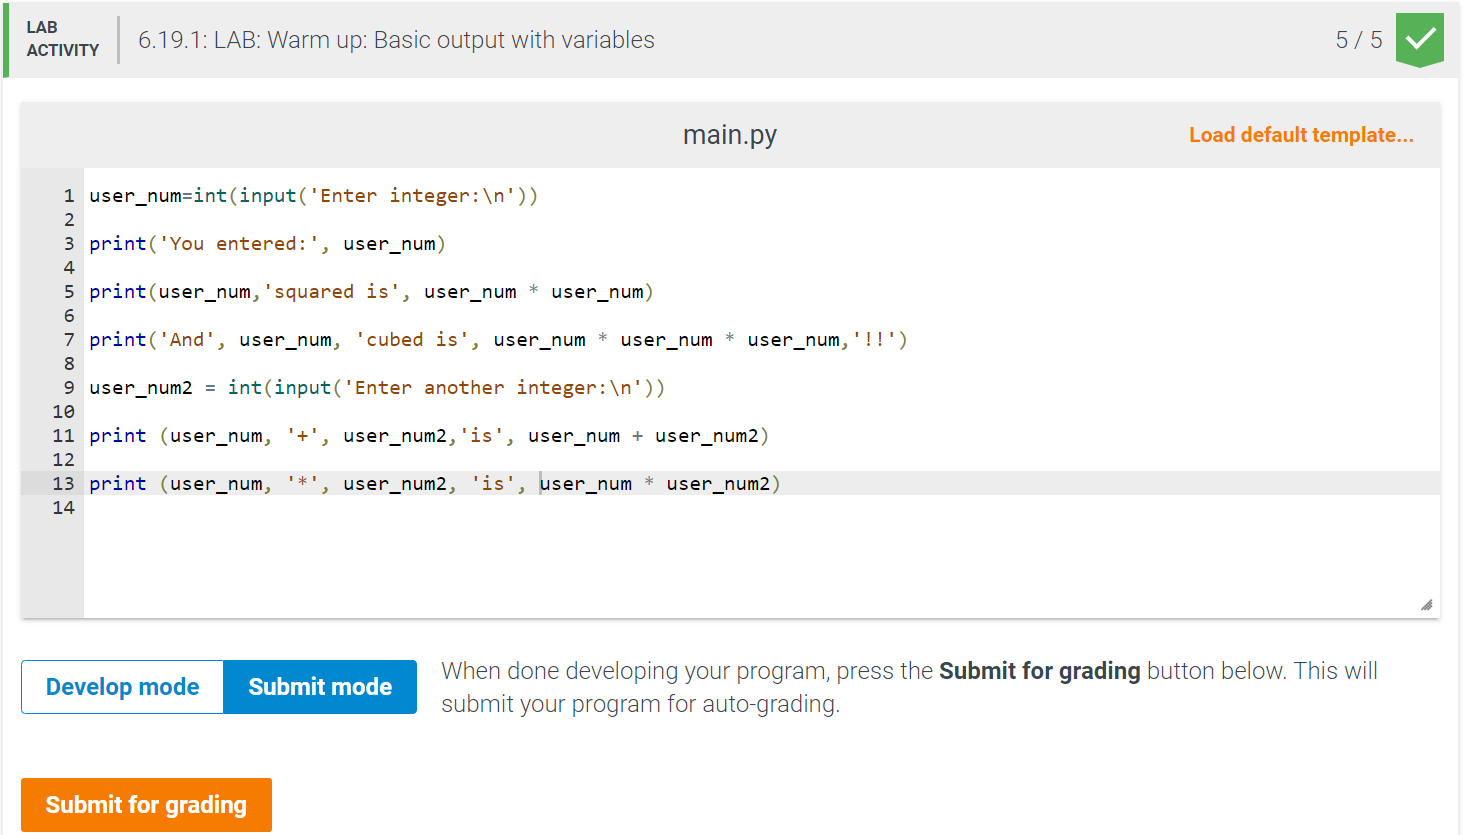 LAB
ACTIVITY
6.19.1: LAB: Warm up: Basic output with variables
5 / 5
main.py
Load default template...
1 user_num=int(input('Enter integer:\n'))
2
3 print('You entered:', user_num)
4
5 print(user_num,'squared is', user_num * user_num)
6
7 print('And', user_num, 'cubed is', user_num * user_num * user_num,'!!')
8
9 user_num2 = int(input('Enter another integer:\n'))
10
11 print (user_num, '+', user_num2,'is', user_num + user_num2)
12
13 print (user_num, '*', user_num2, 'is', user_num * user_num2)
14
Develop mode
Submit mode
When done developing your program, press the Submit for grading button below. This will
submit your program for auto-grading.
Submit for grading